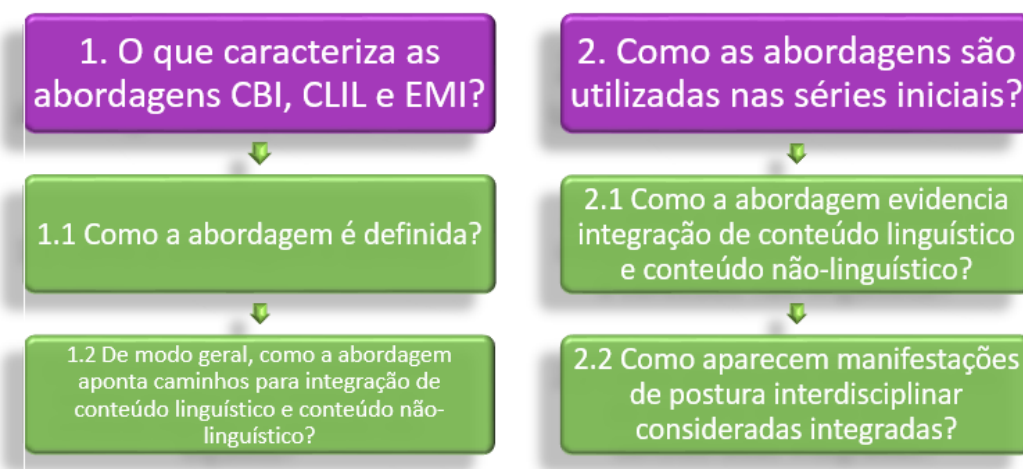 1. O que caracteriza as
abordagens CBI, CLIL e EMI?
1.1 Como a abordagem é definida?
1.2 De modo geral, como a abordagem
aponta caminhos para integração de
conteúdo linguístico e conteúdo não-
linguístico?
2. Como as abordagens são
utilizadas nas séries iniciais?
2.1 Como a abordagem evidencia
integração de conteúdo linguístico
e conteúdo não-linguístico?
2.2 Como aparecem manifestações
de postura interdisciplinar
consideradas integradas?